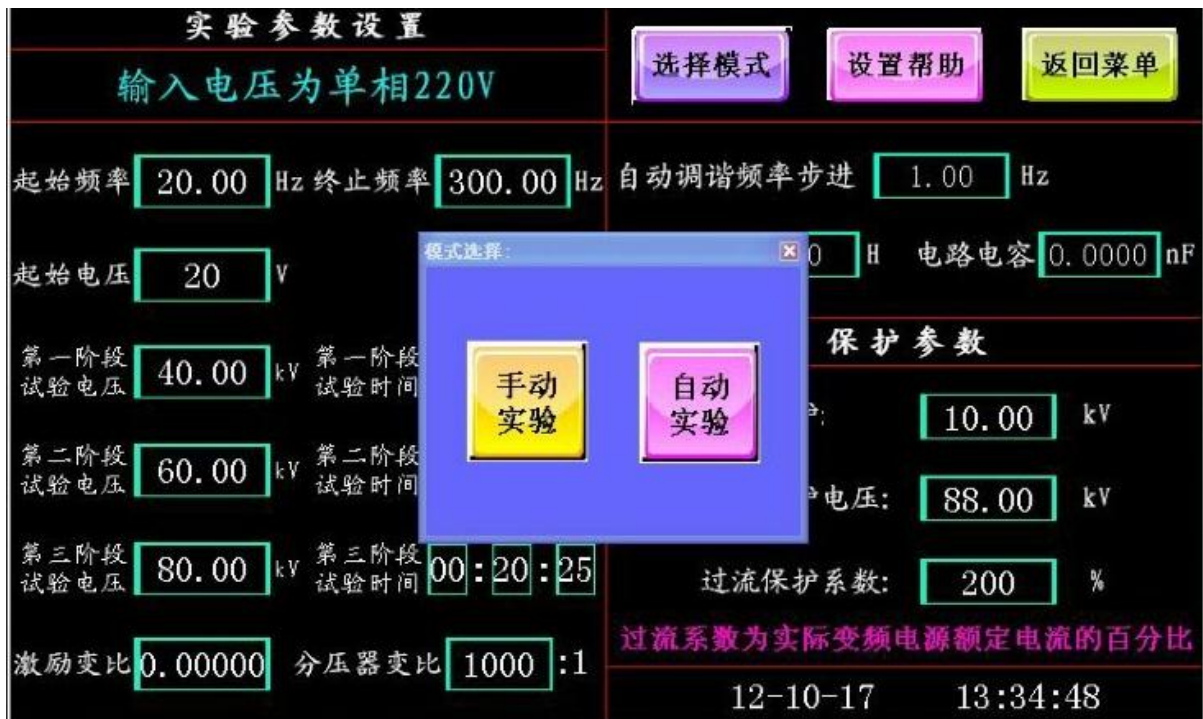 实验参数设置
输入电压为单相220V
选择模式
设置帮助
返回菜单
起始频率 20.00 Hz 终止频率 300.00 Hz
自动调谐频率步进 1.00 Hz
起始电压 20 V
0 H 电路电容 0.0000 nF
模式选择:
手动
实验
自动
实验
第一阶段
试验电压 40.00 kV
第一阶段
试验时间
第二阶段
试验电压 60.00 kV
第二阶段
试验时间
第三阶段
试验电压 80.00 kV
第三阶段
试验时间 00:20:25
激励变比 0.00000 分压器变比 1000 :1
保护参数
10.00 kV
电压: 88.00 kV
过流保护系数: 200 %
过流系数为实际变频电源额定电流的百分比
12-10-17 13:34:48